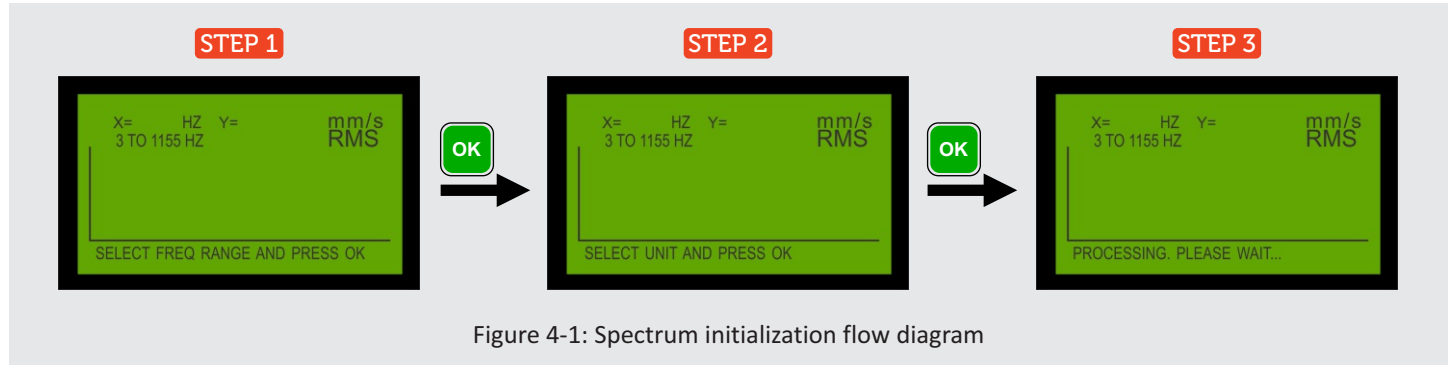 STEP 1
X= HZ Y= mm/s
3 TO 1155 HZ RMS
SELECT FREQ RANGE AND PRESS OK
OK
STEP 2
X= HZ Y= mm/s
3 TO 1155 HZ RMS
SELECT UNIT AND PRESS OK
OK
STEP 3
X= HZ Y= mm/s
3 TO 1155 HZ RMS
PROCESSING. PLEASE WAIT...
Figure 4-1: Spectrum initialization flow diagram